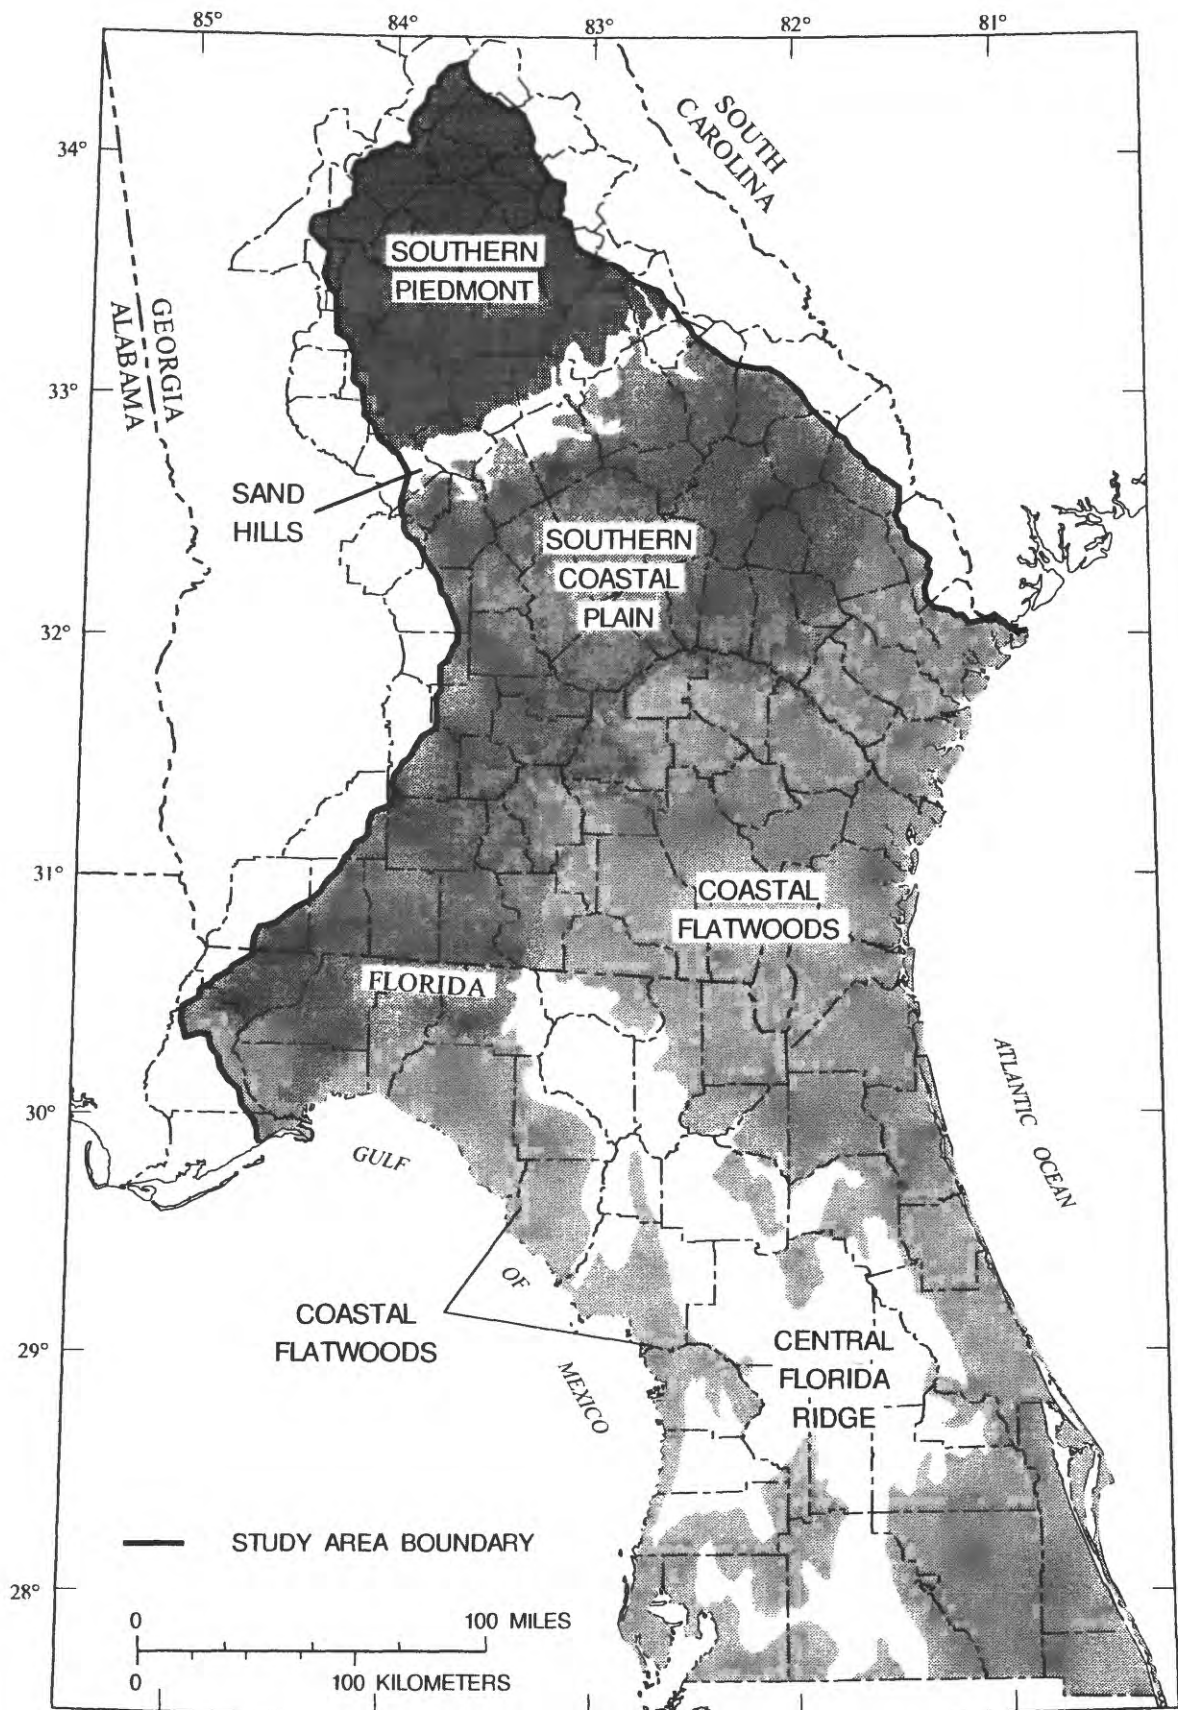 85°
84°
83°
82°
81°
34°
33°
32°
31°
30°
29°
28°
SOUTH
CAROLINA
GEORGIA
ALABAMA
SOUTHERN
PIEDMONT
SAND
HILLS
SOUTHERN
COASTAL
PLAIN
COASTAL
FLATWOODS
FLORIDA
ATLANTIC OCEAN
GULF
OF
MEXICO
COASTAL
FLATWOODS
CENTRAL
FLORIDA
RIDGE
STUDY AREA BOUNDARY
0 100 MILES
0 100 KILOMETERS